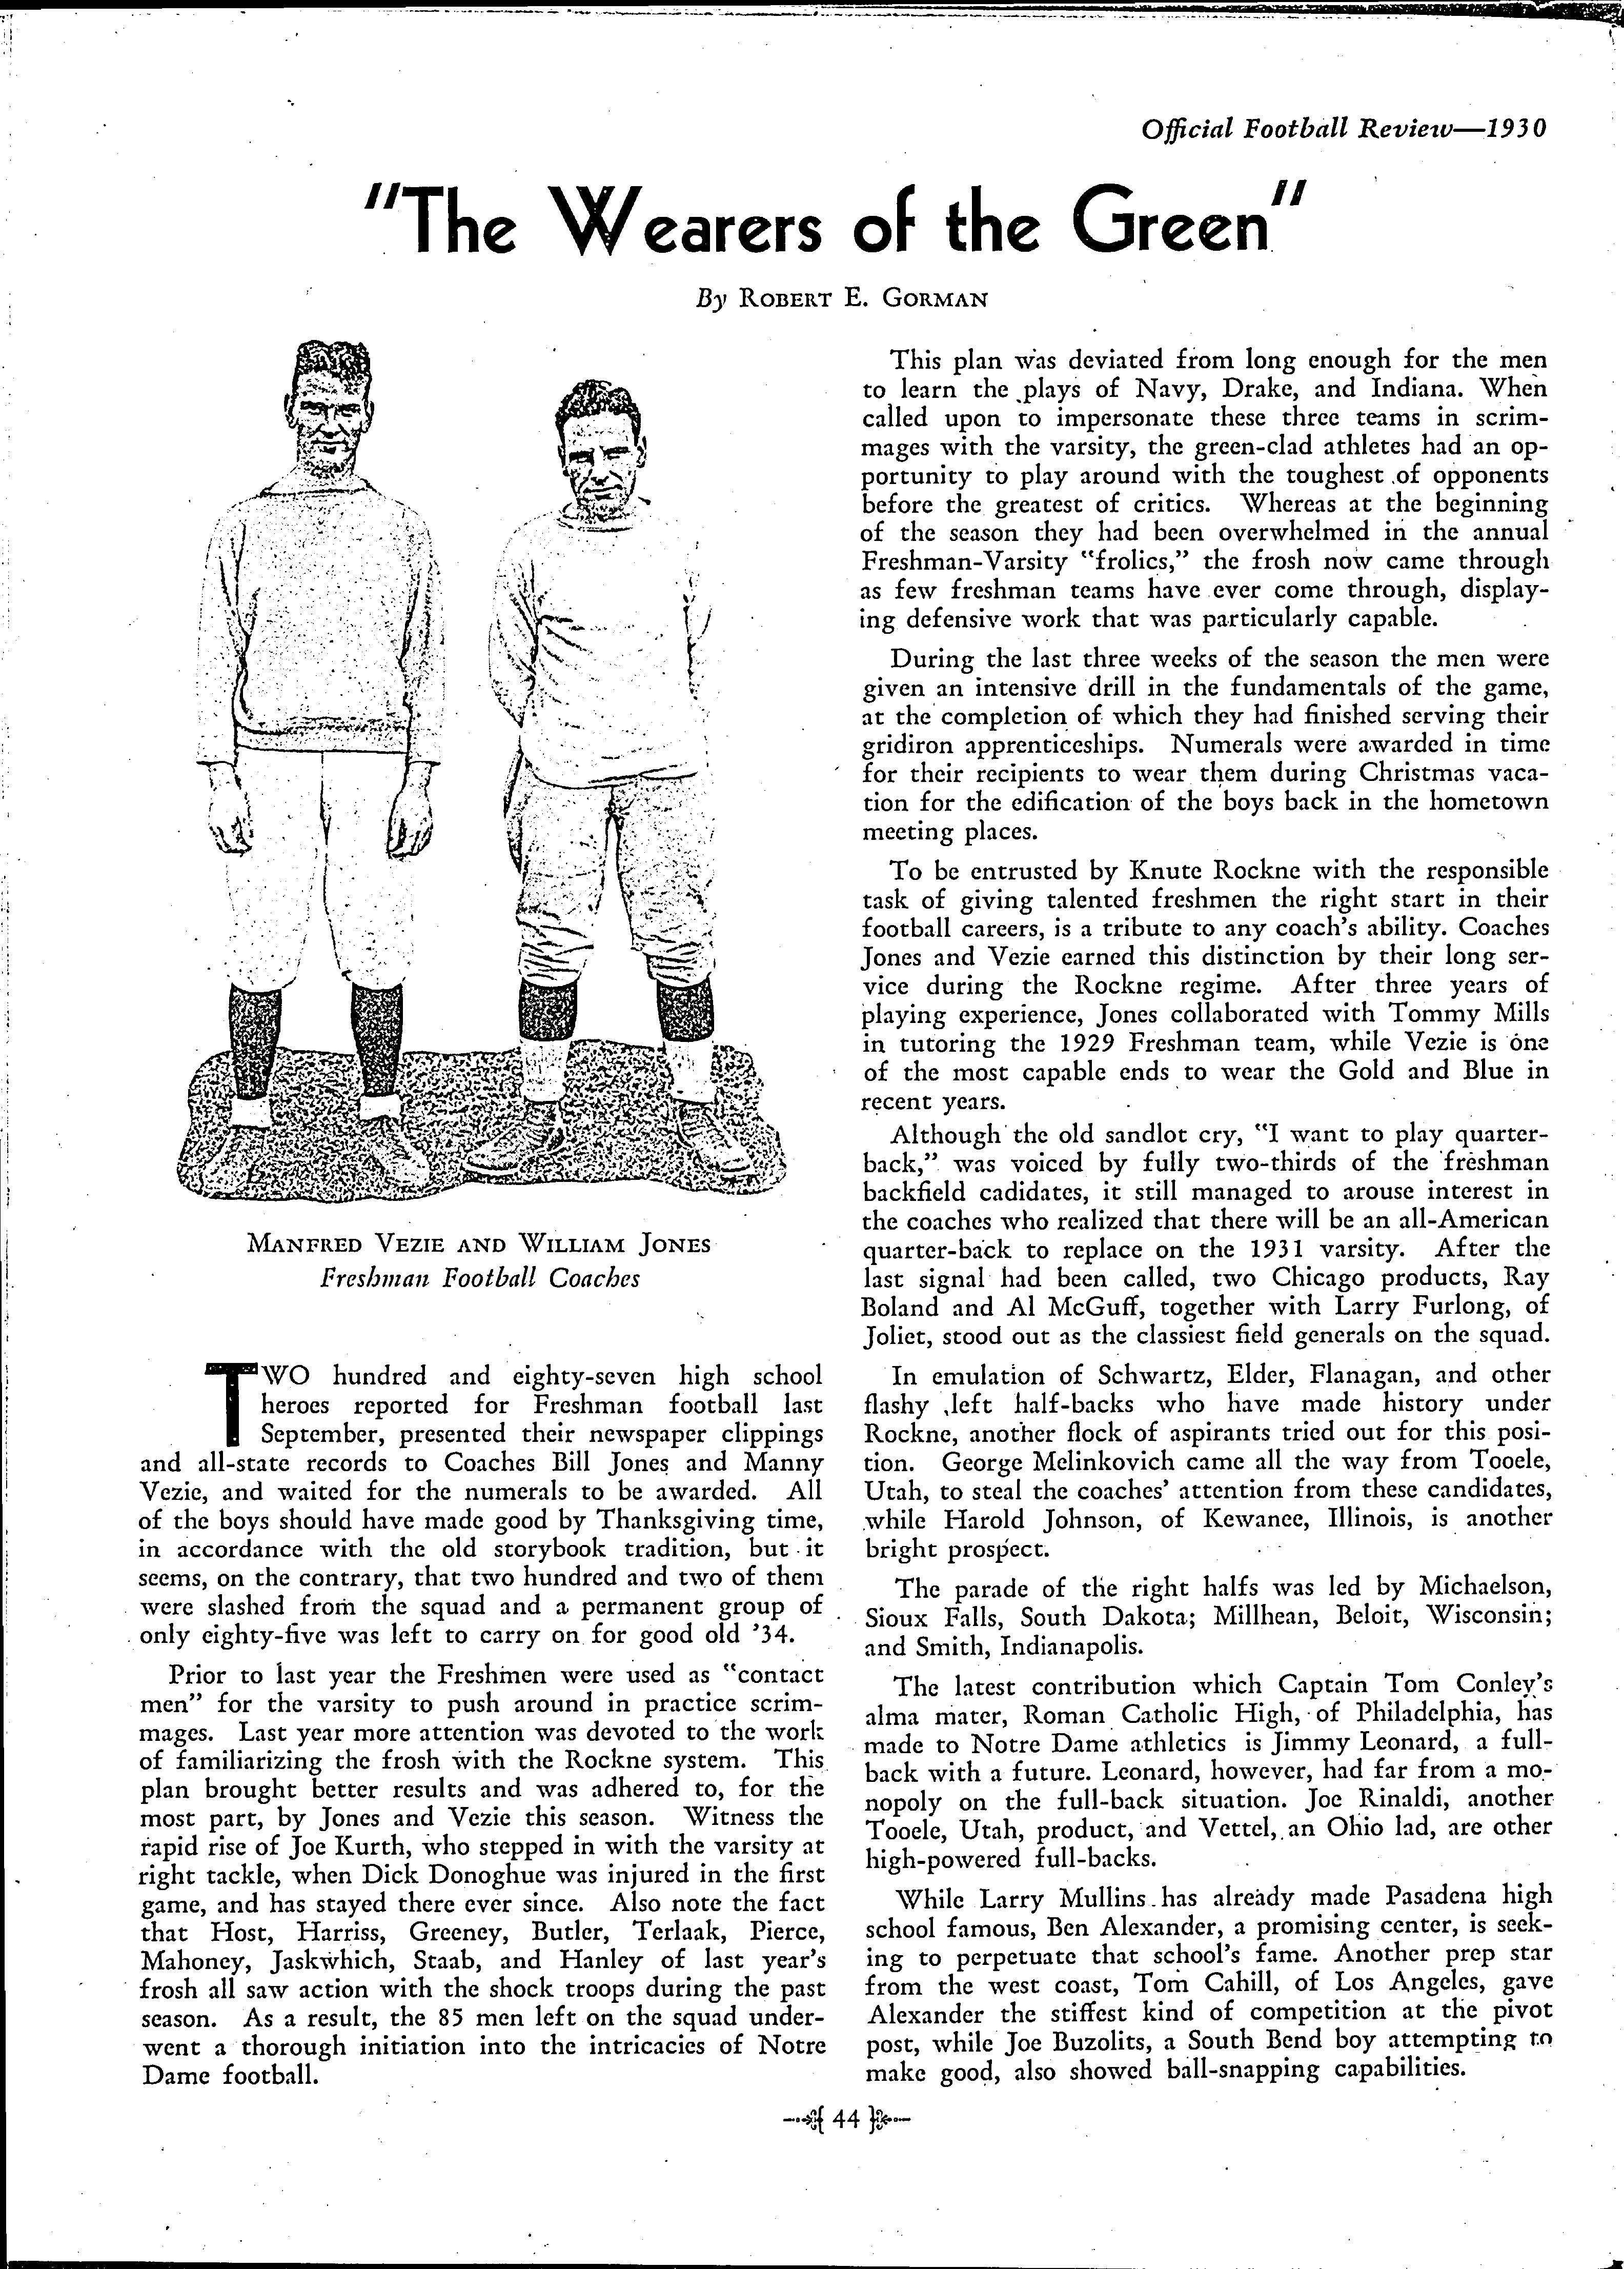 Official Football Review—1930
"The Wearers of the Green"
By ROBERT E. GORMAN
MANFRED VEZIE AND WILLIAM JONES
Freshman Football Coaches
TWO hundred and eighty-seven high school
heroes reported for Freshman football last
September, presented their newspaper clippings
and all-state records to Coaches Bill Jones and Manny
Vezie, and waited for the numerals to be awarded. All
of the boys should have made good by Thanksgiving time,
in accordance with the old storybook tradition, but it
seems, on the contrary, that two hundred and two of them
were slashed from the squad and a permanent group of
only eighty-five was left to carry on for good old '34.
Prior to last year the Freshmen were used as "contact
men" for the varsity to push around in practice scrim-
mages. Last year more attention was devoted to the work
of familiarizing the frosh with the Rockne system. This
plan brought better results and was adhered to, for the
most part, by Jones and Vezie this season. Witness the
rapid rise of Joe Kurth, who stepped in with the varsity at
right tackle, when Dick Donoghue was injured in the first
game, and has stayed there ever since. Also note the fact
that Host, Harriss, Greeney, Butler, Terlaak, Pierce,
Mahoney, Jaskwhich, Staab, and Hanley of last year's
frosh all saw action with the shock troops during the past
season. As a result, the 85 men left on the squad under-
went a thorough initiation into the intricacies of Notre
Dame football.
This plan was deviated from long enough for the men
to learn the plays of Navy, Drake, and Indiana. When
called upon to impersonate these three teams in scrim-
mages with the varsity, the green-clad athletes had an op-
portunity to play around with the toughest of opponents
before the greatest of critics. Whereas at the beginning
of the season they had been overwhelmed in the annual
Freshman-Varsity "frolics," the frosh now came through
as few freshman teams have ever come through, display-
ing defensive work that was particularly capable.
During the last three weeks of the season the men were
given an intensive drill in the fundamentals of the game,
at the completion of which they had finished serving their
gridiron apprenticeships. Numerals were awarded in time
for their recipients to wear them during Christmas vaca-
tion for the edification of the boys back in the hometown
meeting places.
To be entrusted by Knute Rockne with the responsible
task of giving talented freshmen the right start in their
football careers, is a tribute to any coach's ability. Coaches
Jones and Vezie earned this distinction by their long ser-
vice during the Rockne regime. After three years of
playing experience, Jones collaborated with Tommy Mills
in tutoring the 1929 Freshman team, while Vezie is one
of the most capable ends to wear the Gold and Blue in
recent years.
Although the old sandlot cry, "I want to play quarter-
back," was voiced by fully two-thirds of the freshman
backfield cadidates, it still managed to arouse interest in
the coaches who realized that there will be an all-American
quarter-back to replace on the 1931 varsity. After the
last signal had been called, two Chicago products, Ray
Boland and Al McGuff, together with Larry Furlong, of
Joliet, stood out as the classiest field generals on the squad.
In emulation of Schwartz, Elder, Flanagan, and other
flashy left half-backs who have made history under
Rockne, another flock of aspirants tried out for this posi-
tion. George Melinkovich came all the way from Tooele,
Utah, to steal the coaches' attention from these candidates,
while Harold Johnson, of Kewanee, Illinois, is another
bright prospect.
The parade of the right halfs was led by Michaelson,
Sioux Falls, South Dakota; Millhean, Beloit, Wisconsin;
and Smith, Indianapolis.
The latest contribution which Captain Tom Conley's
alma mater, Roman Catholic High, of Philadelphia, has
made to Notre Dame athletics is Jimmy Leonard, a full-
back with a future. Leonard, however, had far from a mo-
nopoly on the full-back situation. Joe Rinaldi, another
Tooele, Utah, product, and Vettel, an Ohio lad, are other
high-powered full-backs.
While Larry Mullins has already made Pasadena high
school famous, Ben Alexander, a promising center, is seek-
ing to perpetuate that school's fame. Another prep star
from the west coast, Tom Cahill, of Los Angeles, gave
Alexander the stiffest kind of competition at the pivot
post, while Joe Buzolits, a South Bend boy attempting to
make good, also showed ball-snapping capabilities.
44